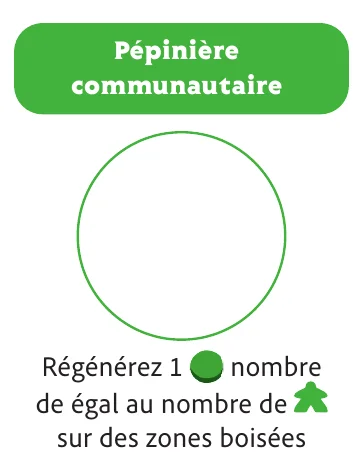 Pépinière
communautaire
Régénérez 1 nombre
de égal au nombre de
sur des zones boisées